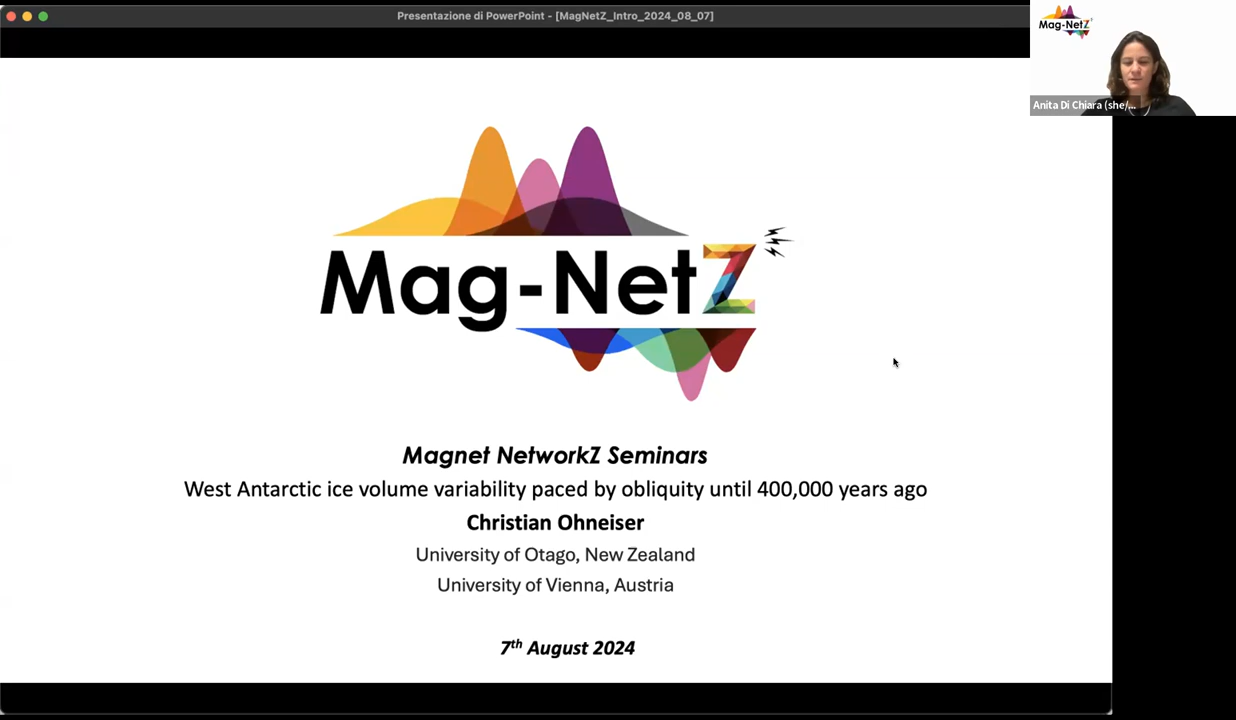 Presentazione di PowerPoint - [MagNetZ_Intro_2024_08_07]
Mag-NetZ
Anita Di Chiara (she/...
Mag-NetZ
Magnet NetworkZ Seminars
West Antarctic ice volume variability paced by obliquity until 400,000 years ago
Christian Ohneiser
University of Otago, New Zealand
University of Vienna, Austria
7th August 2024